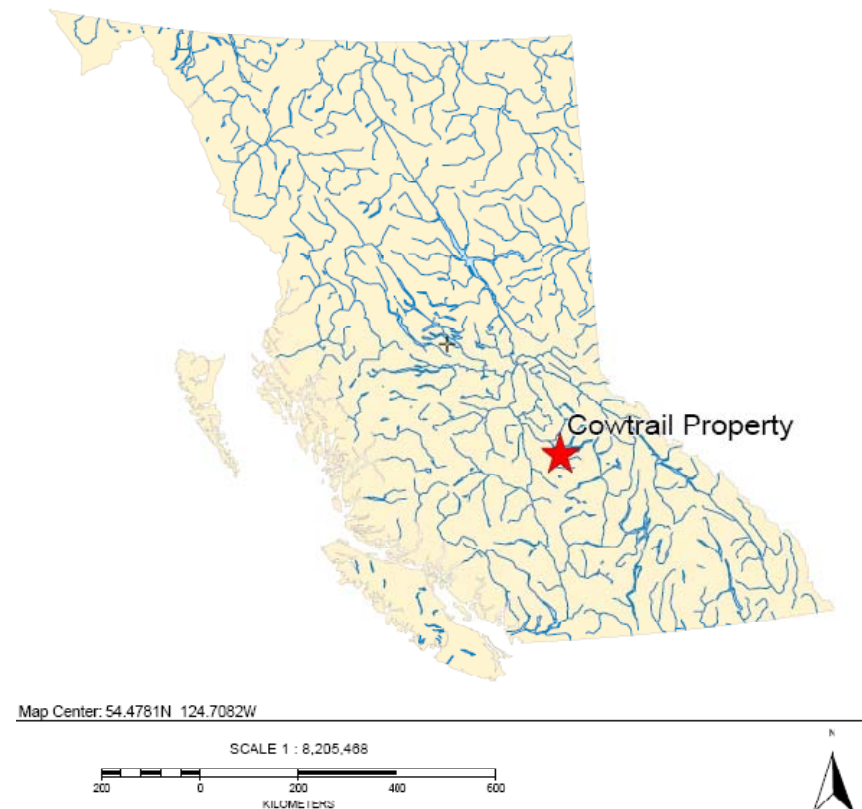 Cowtrail Property
Map Center: 54.4781N 124.7082W
N
SCALE 1 : 8,205,468
200 0 200 400 600
KILOMETERS